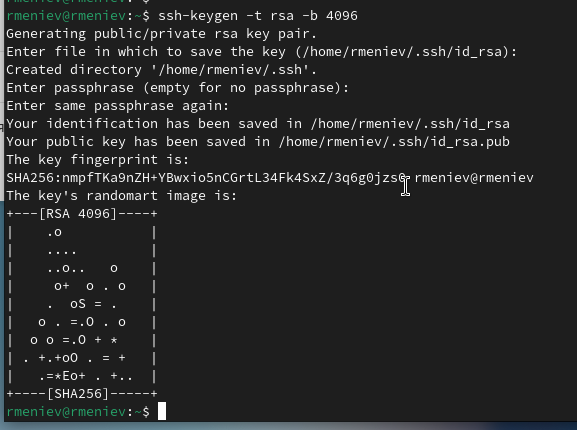 rmeniev@rmeniev:~$ ssh-keygen -t rsa -b 4096
Generating public/private rsa key pair.
Enter file in which to save the key (/home/rmeniev/.ssh/id_rsa):
Created directory '/home/rmeniev/.ssh'.
Enter passphrase (empty for no passphrase):
Enter same passphrase again:
Your identification has been saved in /home/rmeniev/.ssh/id_rsa
Your public key has been saved in /home/rmeniev/.ssh/id_rsa.pub
The key fingerprint is:
rmeniev@rmeniev
The key's randomart image is:
+---[RSA 4096]----+
|    .o           |
|    ....         |
|    ..o..   o    |
|     o+  o . o   |
|    .  oS = .    |
|   o . =.O . o   |
|  o o =.O + *    |
| . +.+oO . = +   |
|   .=*Eo+ . +..  |
+----[SHA256]-----+
rmeniev@rmeniev:~$